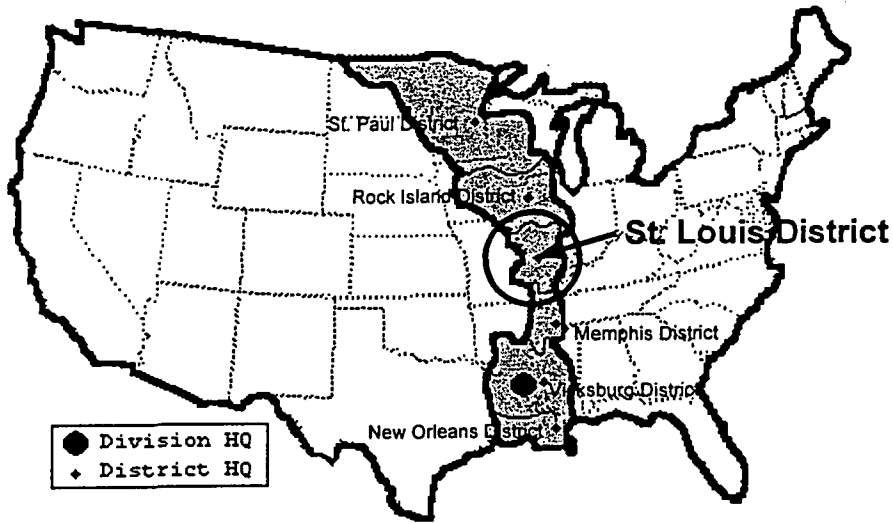 St. Paul District
Rock Island District
St. Louis District
Memphis District
Vicksburg District
New Orleans District
Division HQ
District HQ